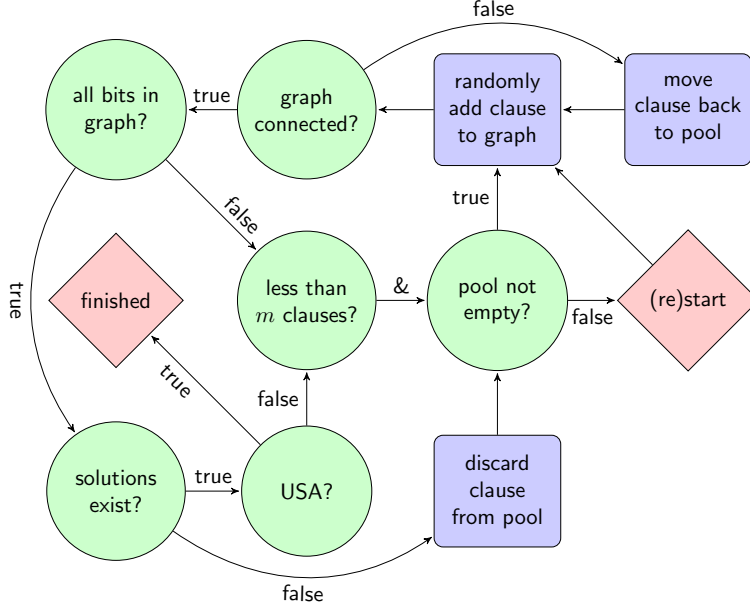 false
all bits in
graph?
true
graph
connected?
randomly
add clause
to graph
move
clause back
to pool
false
true
true
finished
less than
m clauses?
&
pool not
empty?
false
(re)start
true
false
solutions
exist?
true
USA?
discard
clause
from pool
false